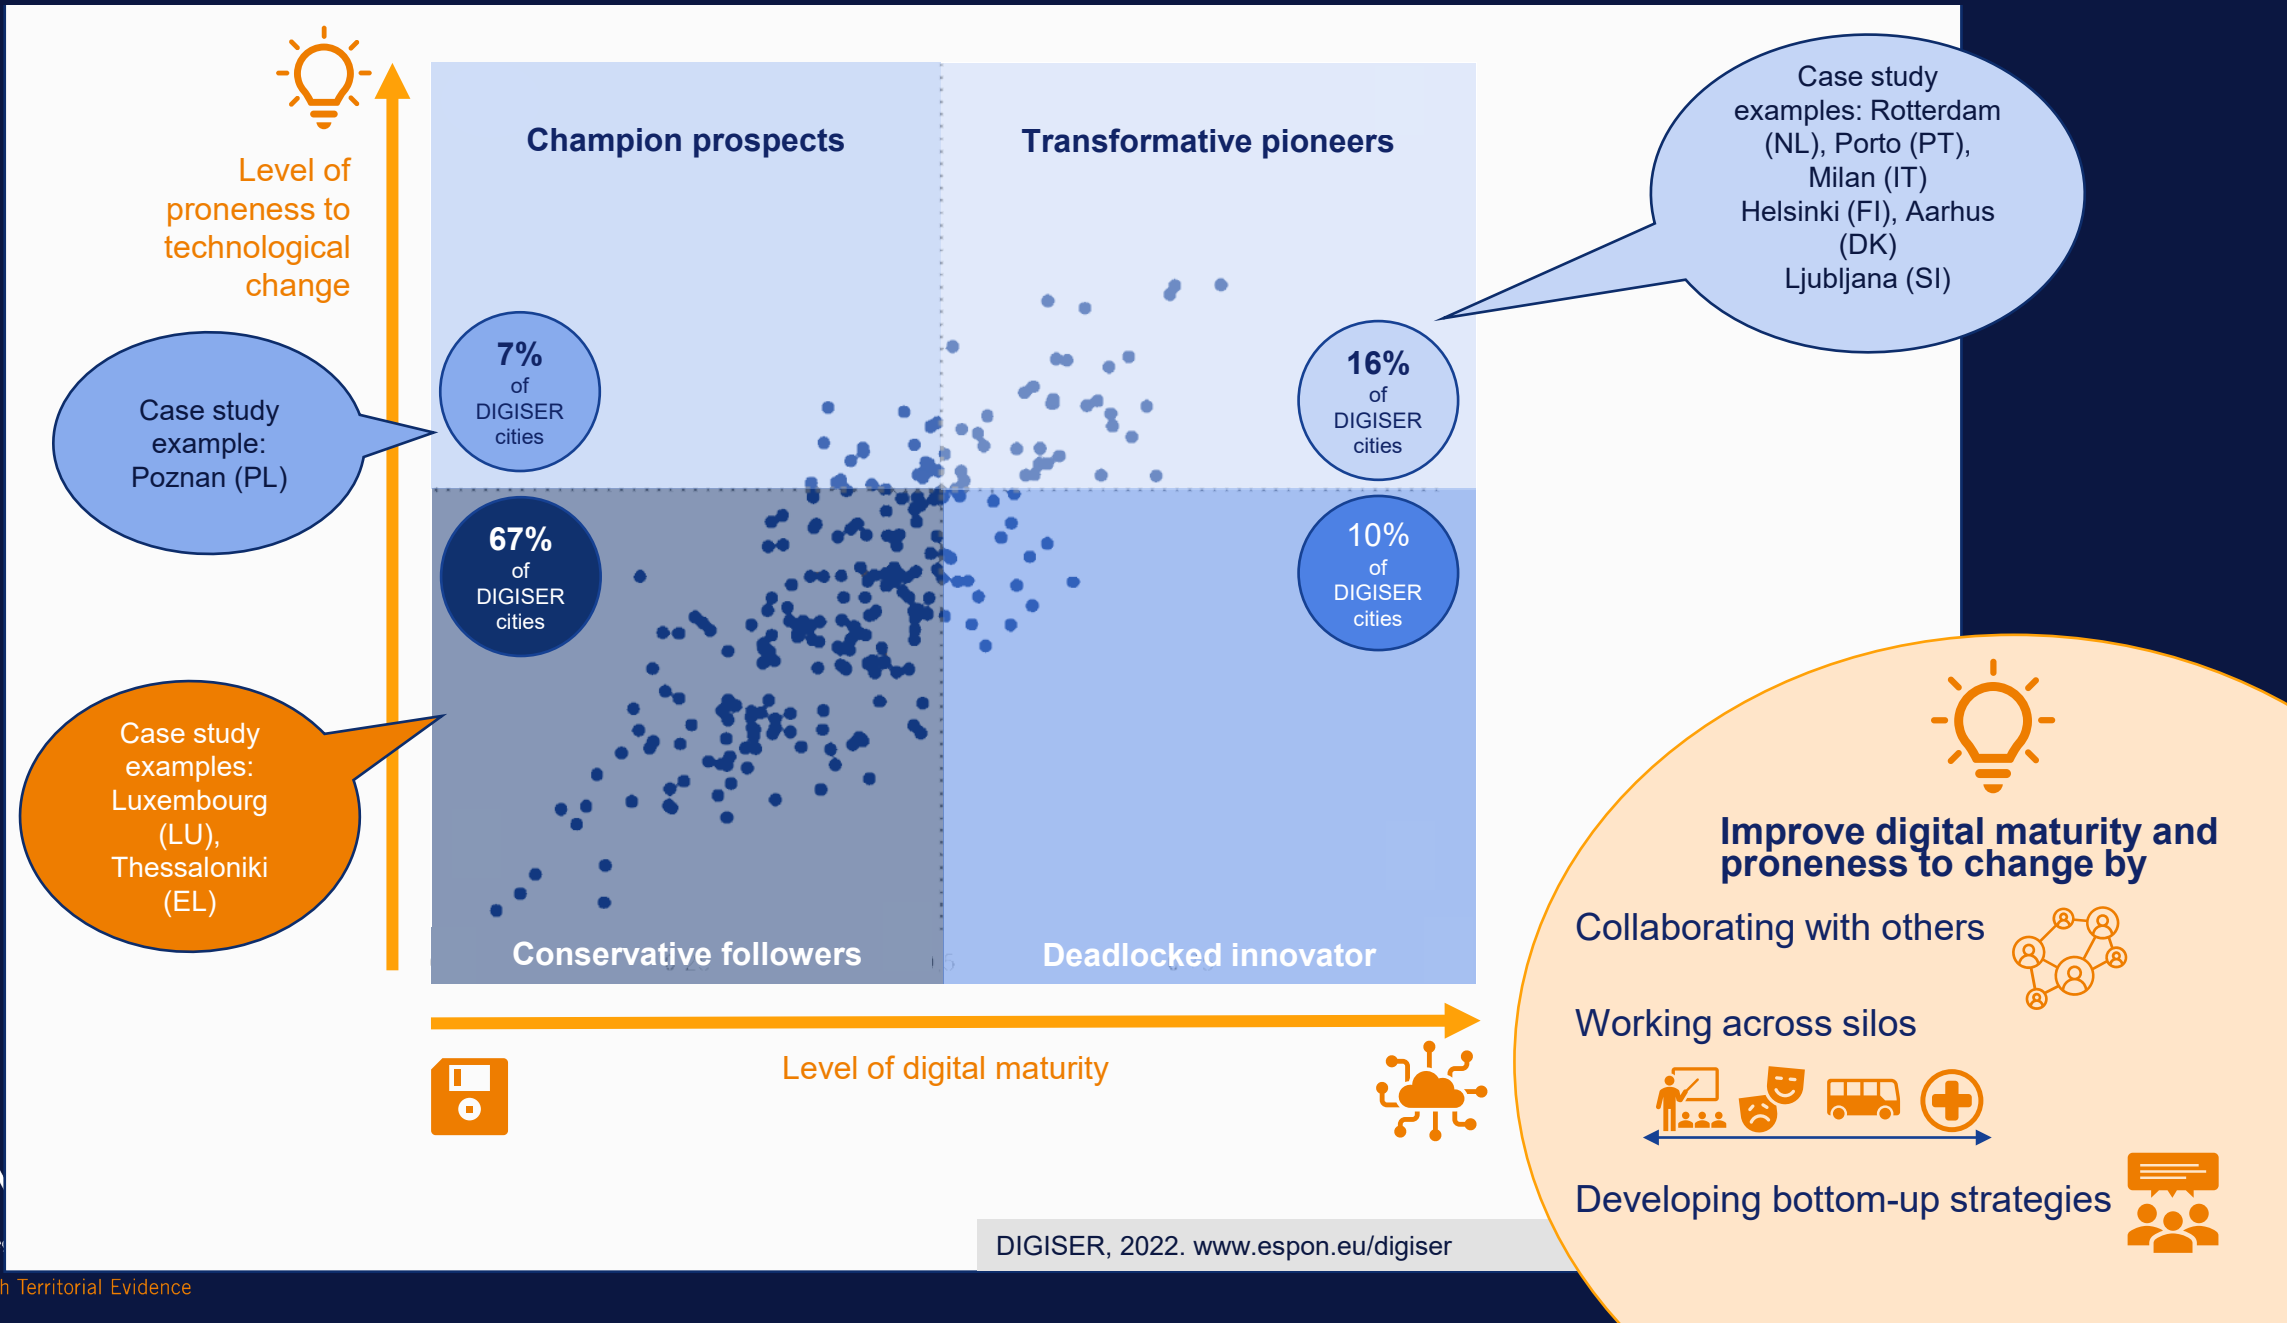 Level of
proneness to
technological
change
Champion prospects
Transformative pioneers
Case study
examples: Rotterdam
(NL), Porto (PT),
Milan (IT)
Helsinki (FI), Aarhus
(DK)
Ljubljana (SI)
7%
of
DIGISER
cities
16%
of
DIGISER
cities
Case study
example:
Poznan (PL)
67%
of
DIGISER
cities
10%
of
DIGISER
cities
Case study
examples:
Luxembourg
(LU),
Thessaloniki
(EL)
Conservative followers
Deadlocked innovator
Level of digital maturity
Improve digital maturity and
proneness to change by
Collaborating with others
Working across silos
Developing bottom-up strategies
DIGISER, 2022. www.espon.eu/digiser
h Territorial Evidence